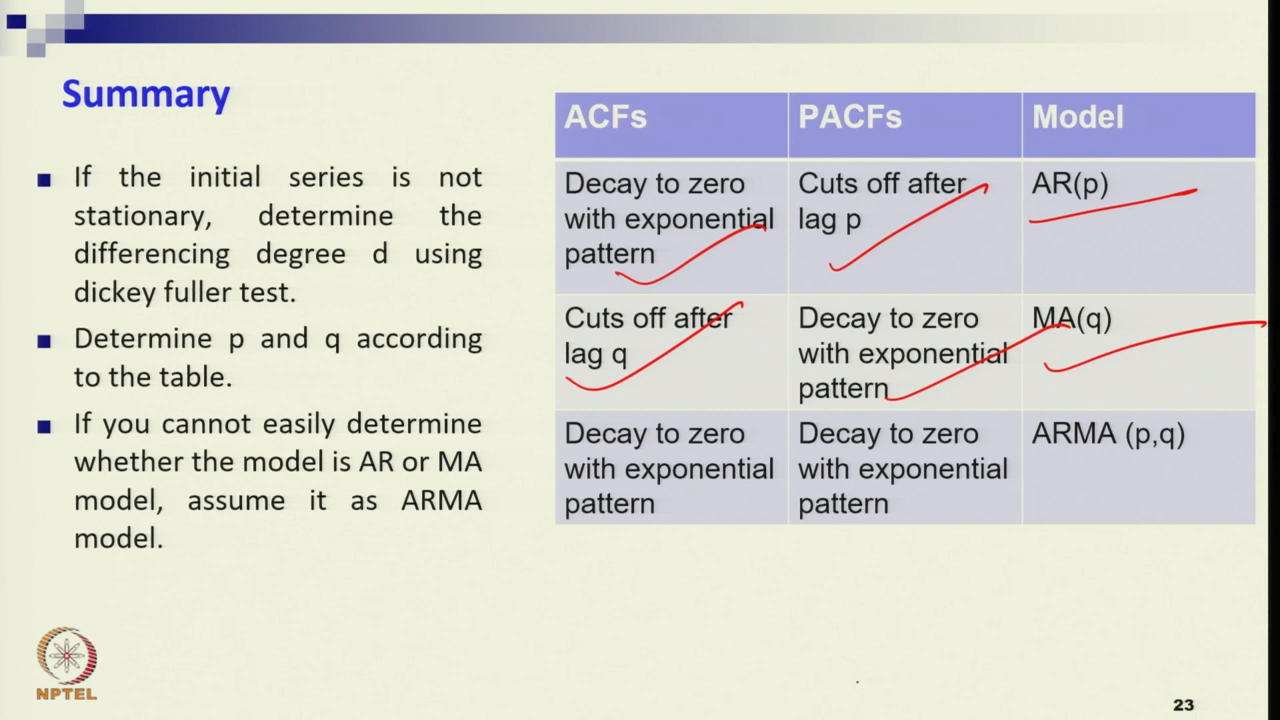 Summary
If the initial series is not
stationary, determine the
differencing degree d using
dickey fuller test.
Determine p and q according
to the table.
If you cannot easily determine
whether the model is AR or MA
model, assume it as ARMA
model.
ACFs PACFs Model
Decay to zero
with exponential
pattern
Cuts off after
lag p
AR(p)
Cuts off after
lag q
Decay to zero
with exponential
pattern
MA(q)
Decay to zero
with exponential
pattern
Decay to zero
with exponential
pattern
ARMA (p,q)
NPTEL
23